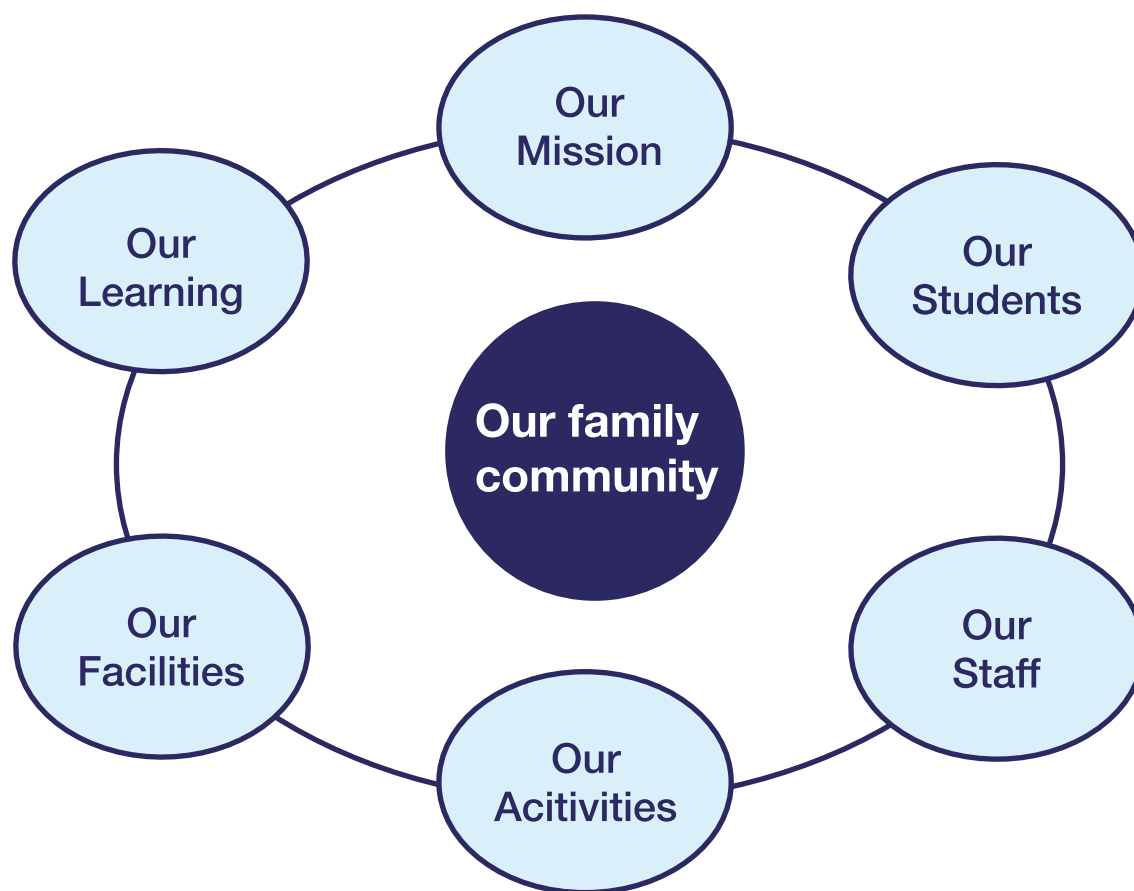 Our
Mission
Our
Learning
Our
Students
Our family
community
Our
Facilities
Our
Staff
Our
Acitivities